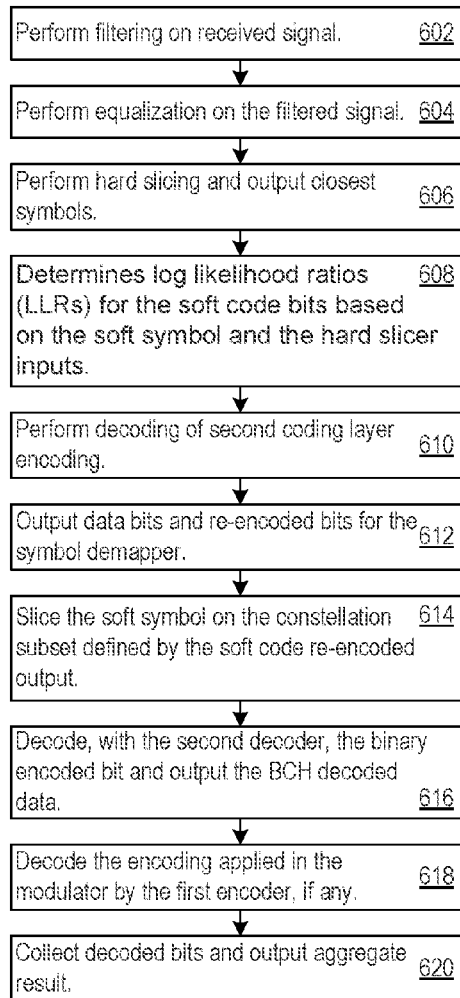 Perform filtering on received signal. 602
Perform equalization on the filtered signal. 604
Perform hard slicing and output closest
symbols. 606
Determines log likelihood ratios 608
(LLRs) for the soft code bits based
on the soft symbol and the hard slicer
inputs.
Perform decoding of second coding layer
encoding. 610
Output data bits and re-encoded bits for the
symbol demapper. 612
Slice the soft symbol on the constellation 614
subset defined by the soft code re-encoded
output.
Decode, with the second decoder, the binary
encoded bit and output the BCH decoded
data. 616
Decode the encoding applied in the
modulator by the first encoder, if any. 618
Collect decoded bits and output aggregate
result. 620